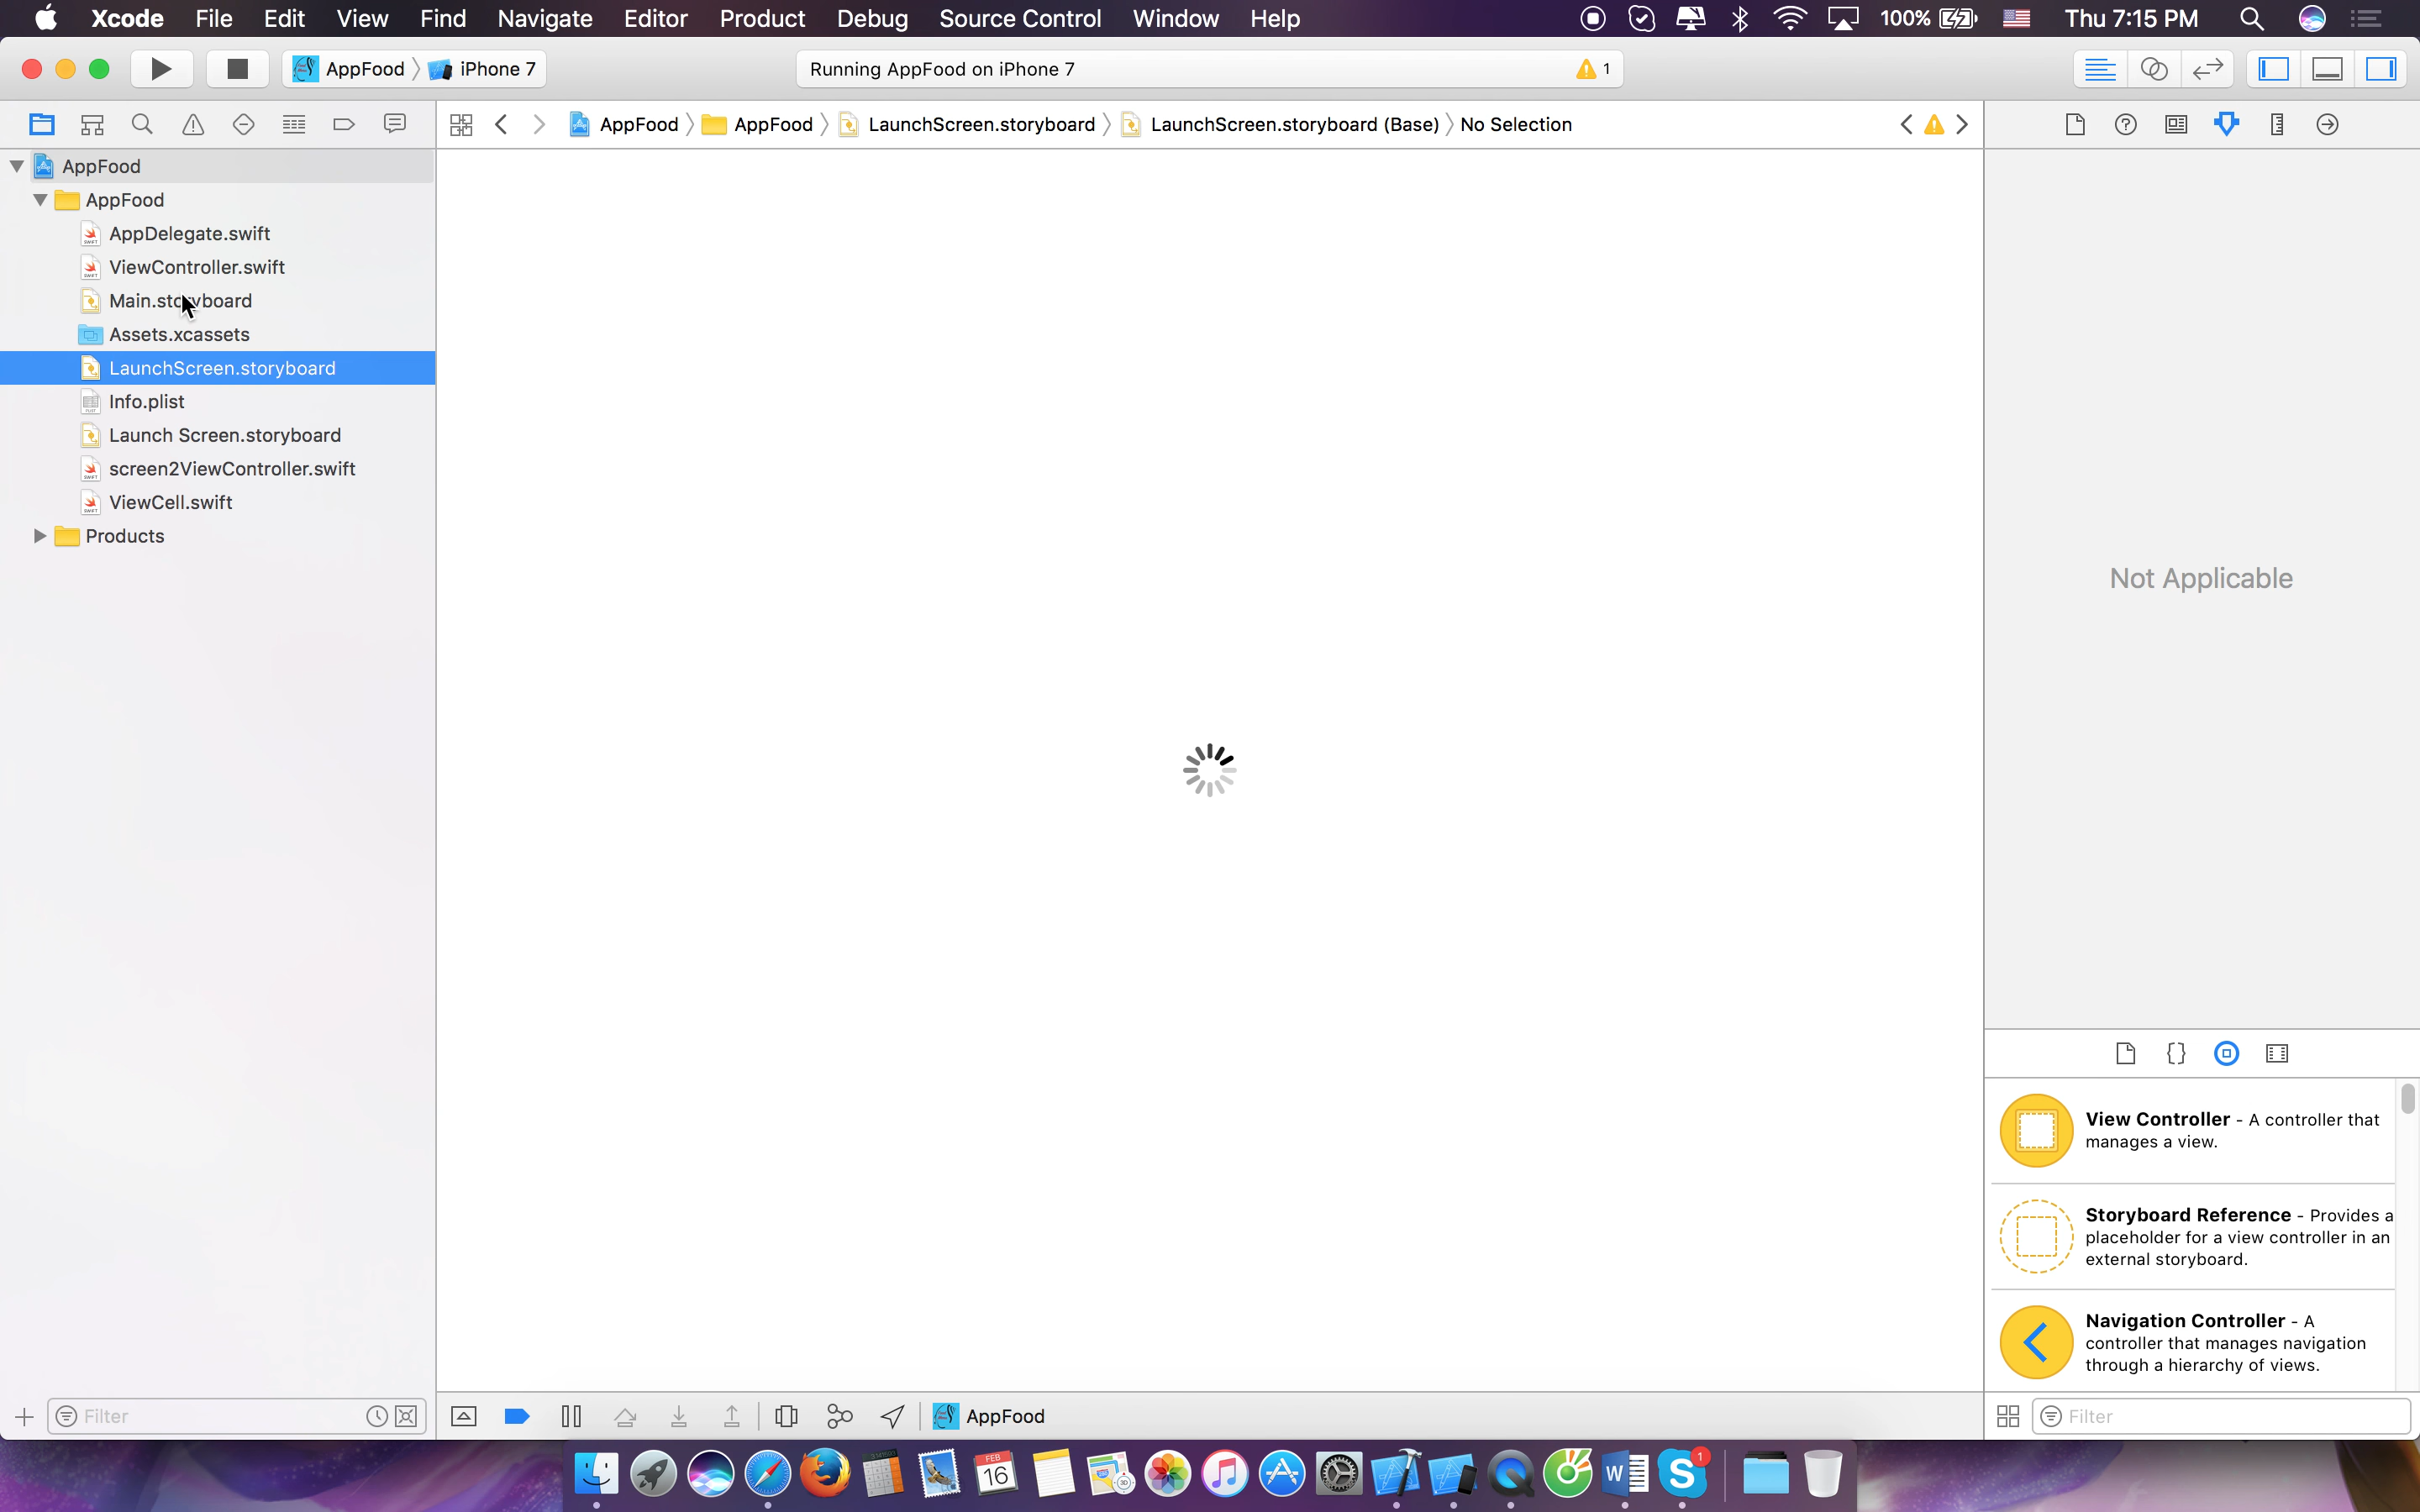 Xcode File Edit View Find Navigate Editor Product Debug Source Control Window Help 100% Thu 7:15 PM
AppFood iPhone 7 Running AppFood on iPhone 7 1
AppFood AppFood LaunchScreen.storyboard LaunchScreen.storyboard (Base) No Selection
AppFood
AppFood
AppDelegate.swift
ViewController.swift
Main.storyboard
Assets.xcassets
LaunchScreen.storyboard
Info.plist
Launch Screen.storyboard
screen2ViewController.swift
ViewCell.swift
Products
Not Applicable
View Controller - A controller that
manages a view.
Storyboard Reference - Provides a
placeholder for a view controller in an
external storyboard.
Navigation Controller - A
controller that manages navigation
through a hierarchy of views.
Filter AppFood Filter
FEB
16
W
S
1